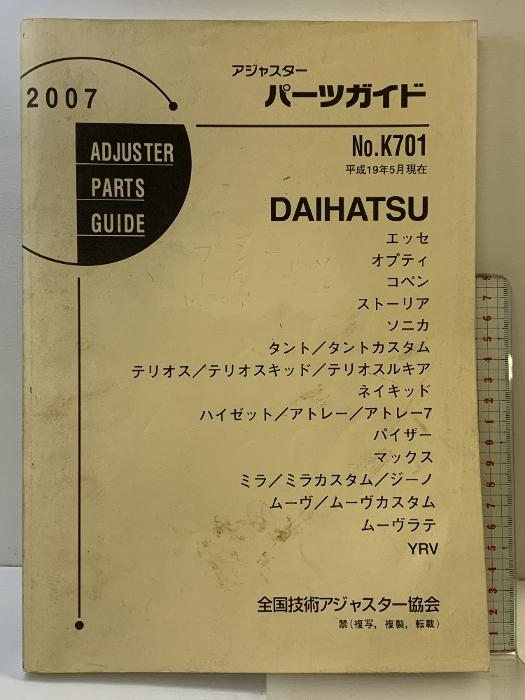 アジャスター
パーツガイド
2007
ADJUSTER
PARTS
GUIDE
No.K701
平成19年5月現在
DAIHATSU
エッセ
オプティ
コペン
ストーリア
ソニカ
タント/タントカスタム
テリオス/テリオスキッド/テリオスルキア
ネイキッド
ハイゼット/アトレー/アトレー7
パイザー
マックス
ミラ/ミラカスタム/ジーノ
ムーヴ/ムーヴカスタム
ムーヴラテ
YRV
全国技術アジャスター協会
禁(複写, 複製, 転載)